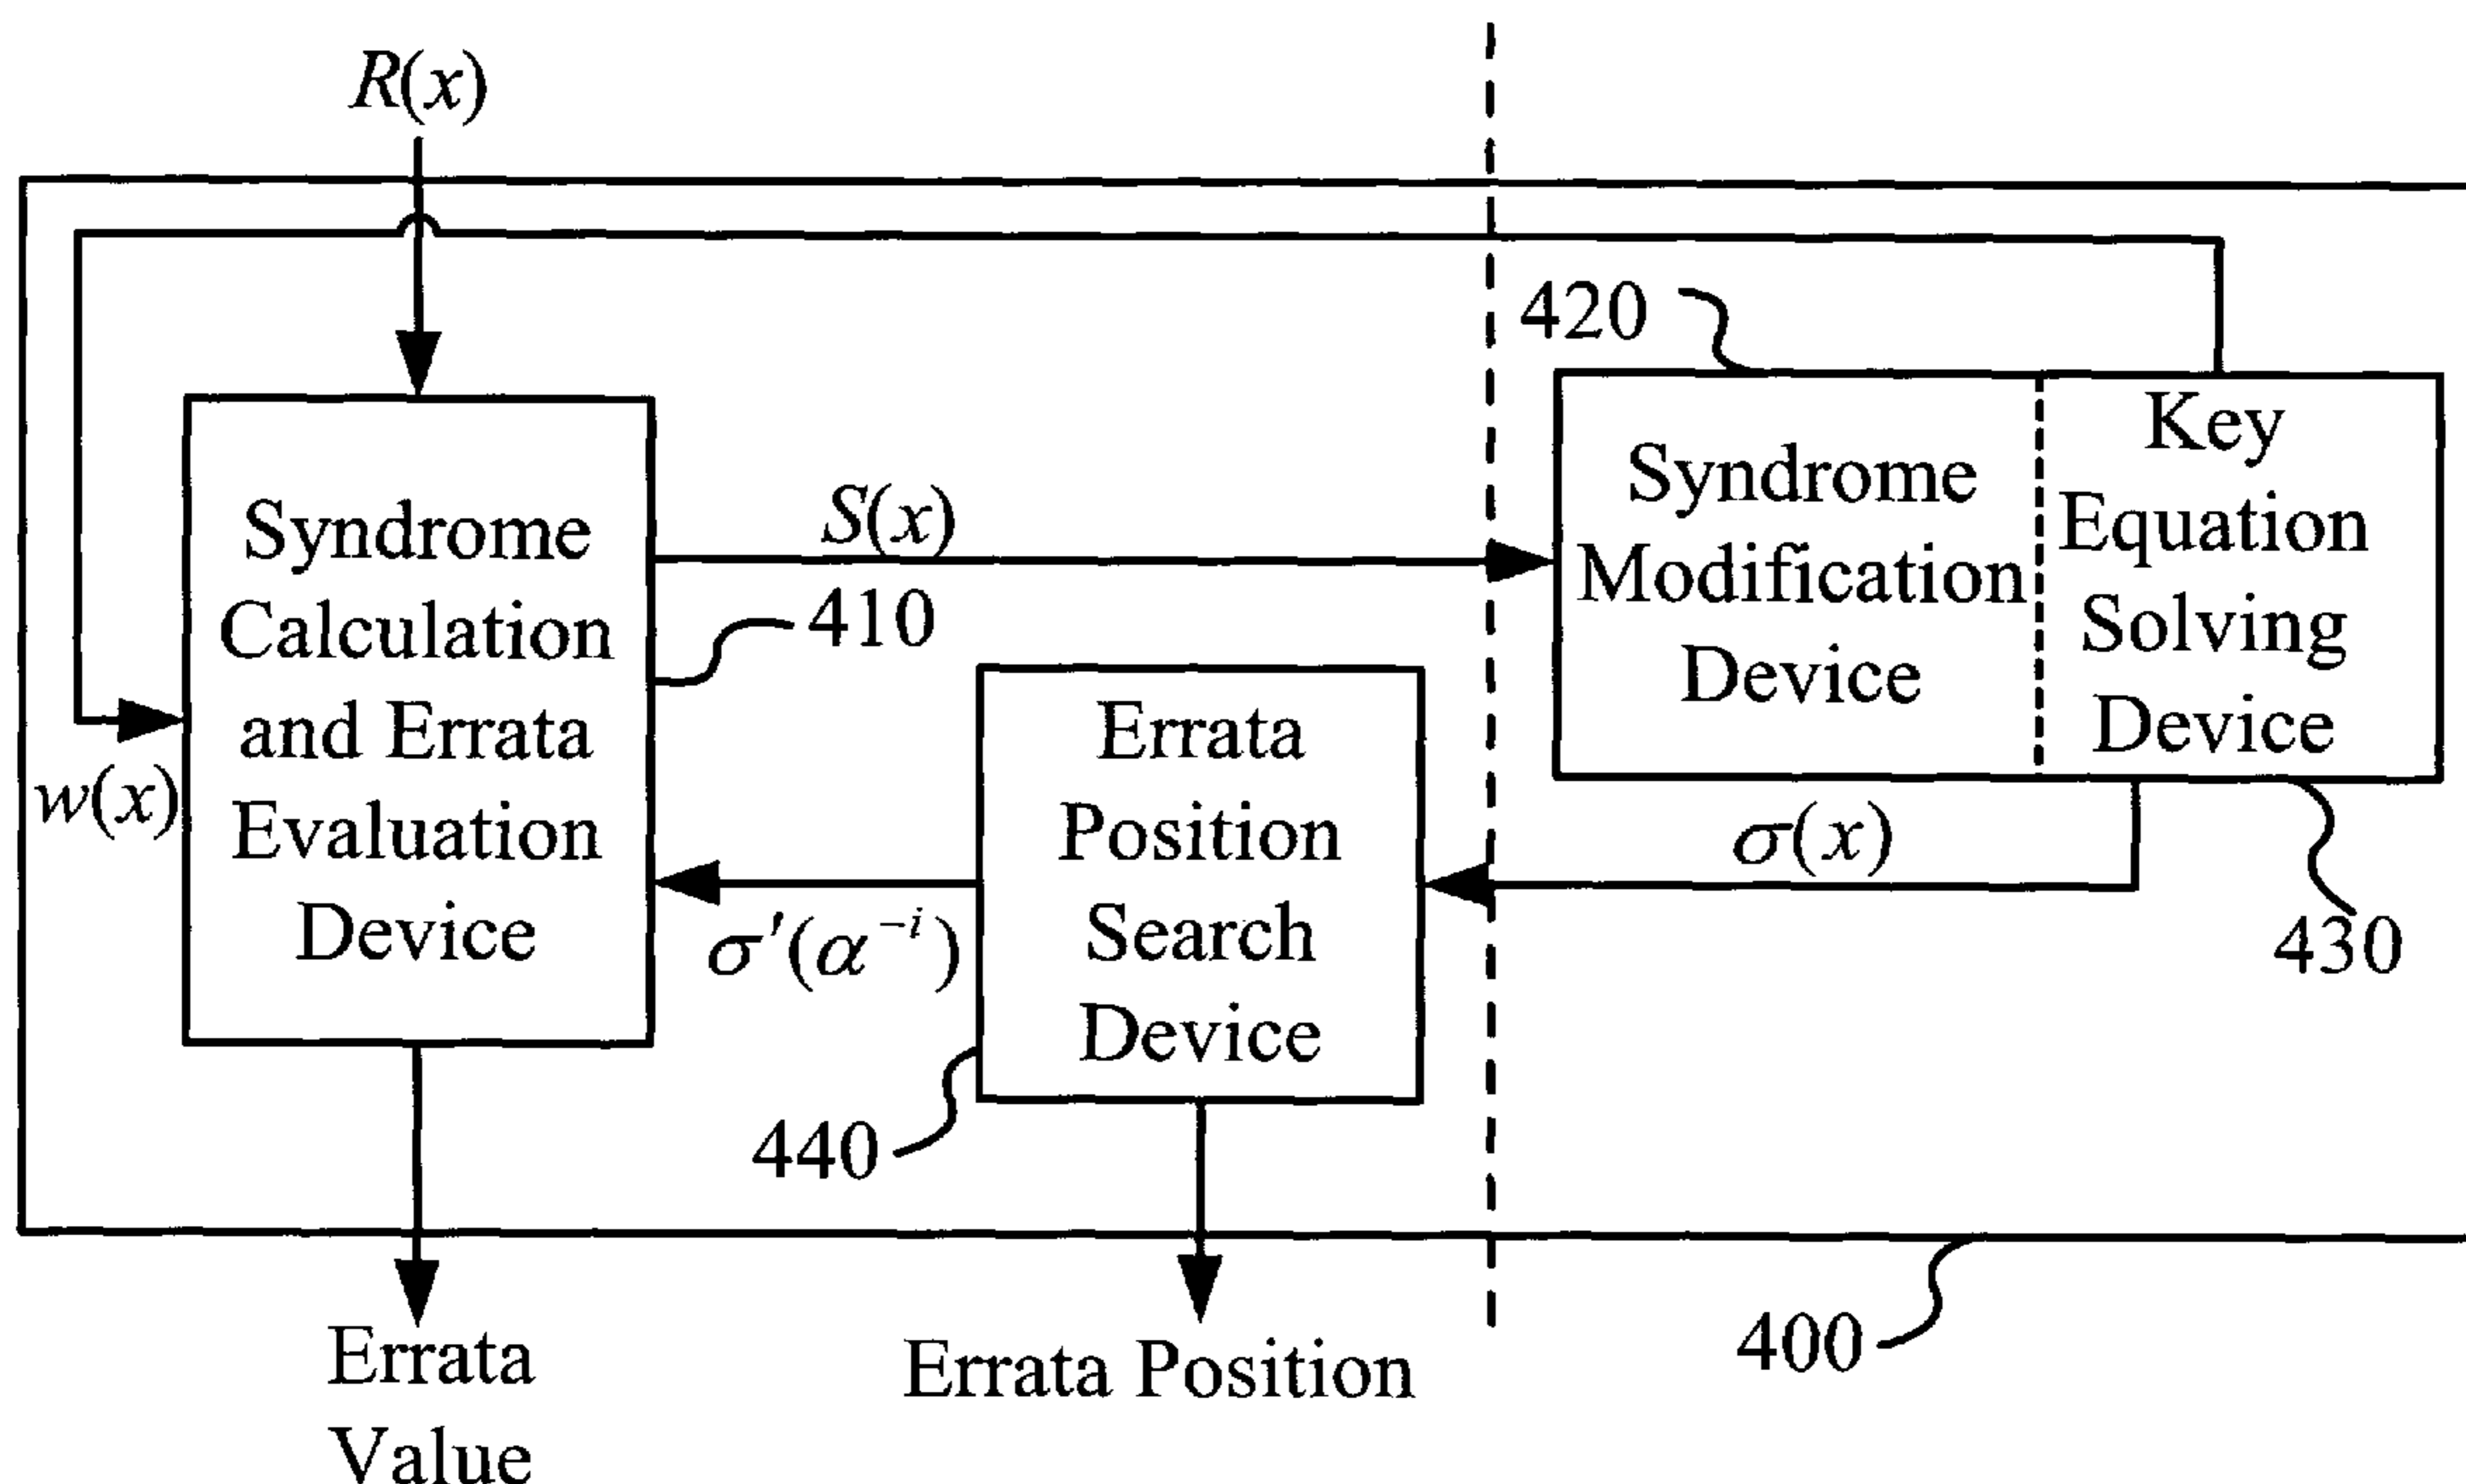 R(x)
420
Syndrome
Modification
Device
Key
Equation
Solving
Device
Syndrome
Calculation
and Errata
Evaluation
Device
S(x)
410
Errata
Position
Search
Device
w(x)
σ(x)
σ'(α⁻ⁱ)
430
440
400
Errata
Value
Errata Position